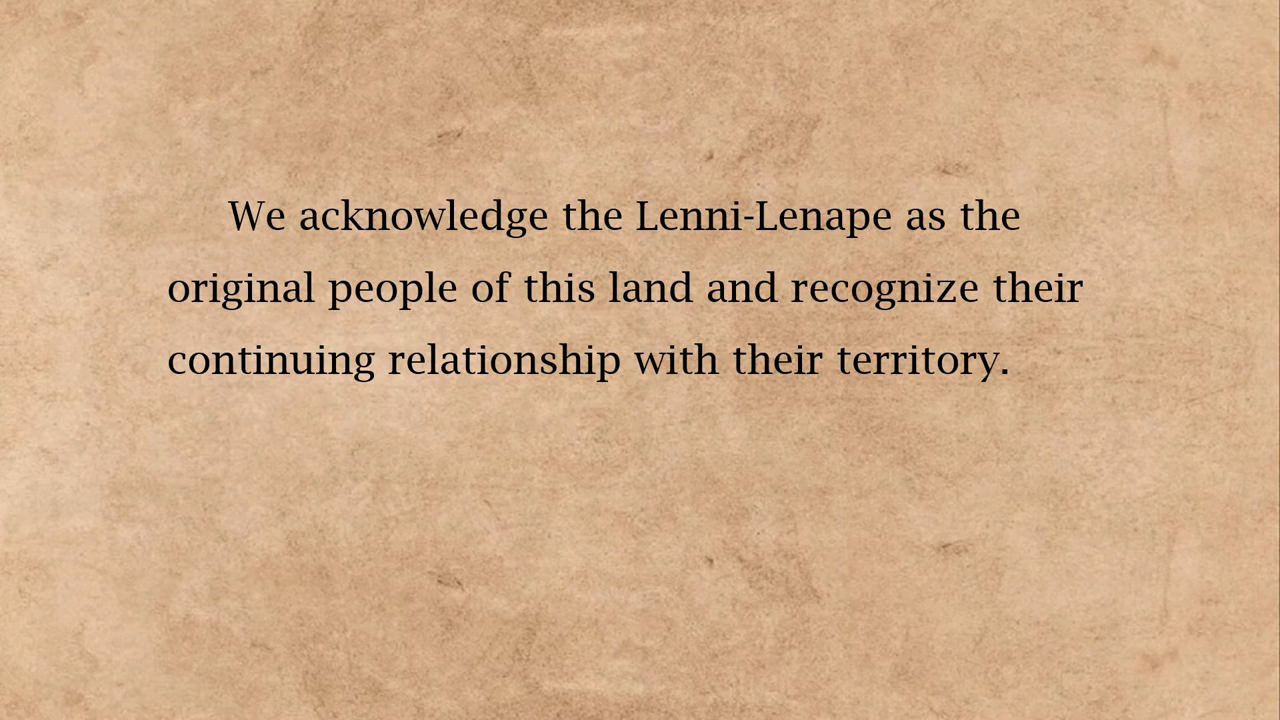 We acknowledge the Lenni-Lenape as the
original people of this land and recognize their
continuing relationship with their territory.